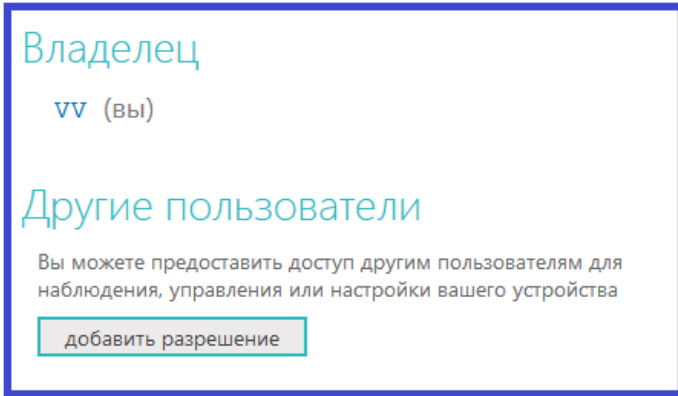 Владелец
vv (вы)
Другие пользователи
Вы можете предоставить доступ другим пользователям для
наблюдения, управления или настройки вашего устройства
добавить разрешение